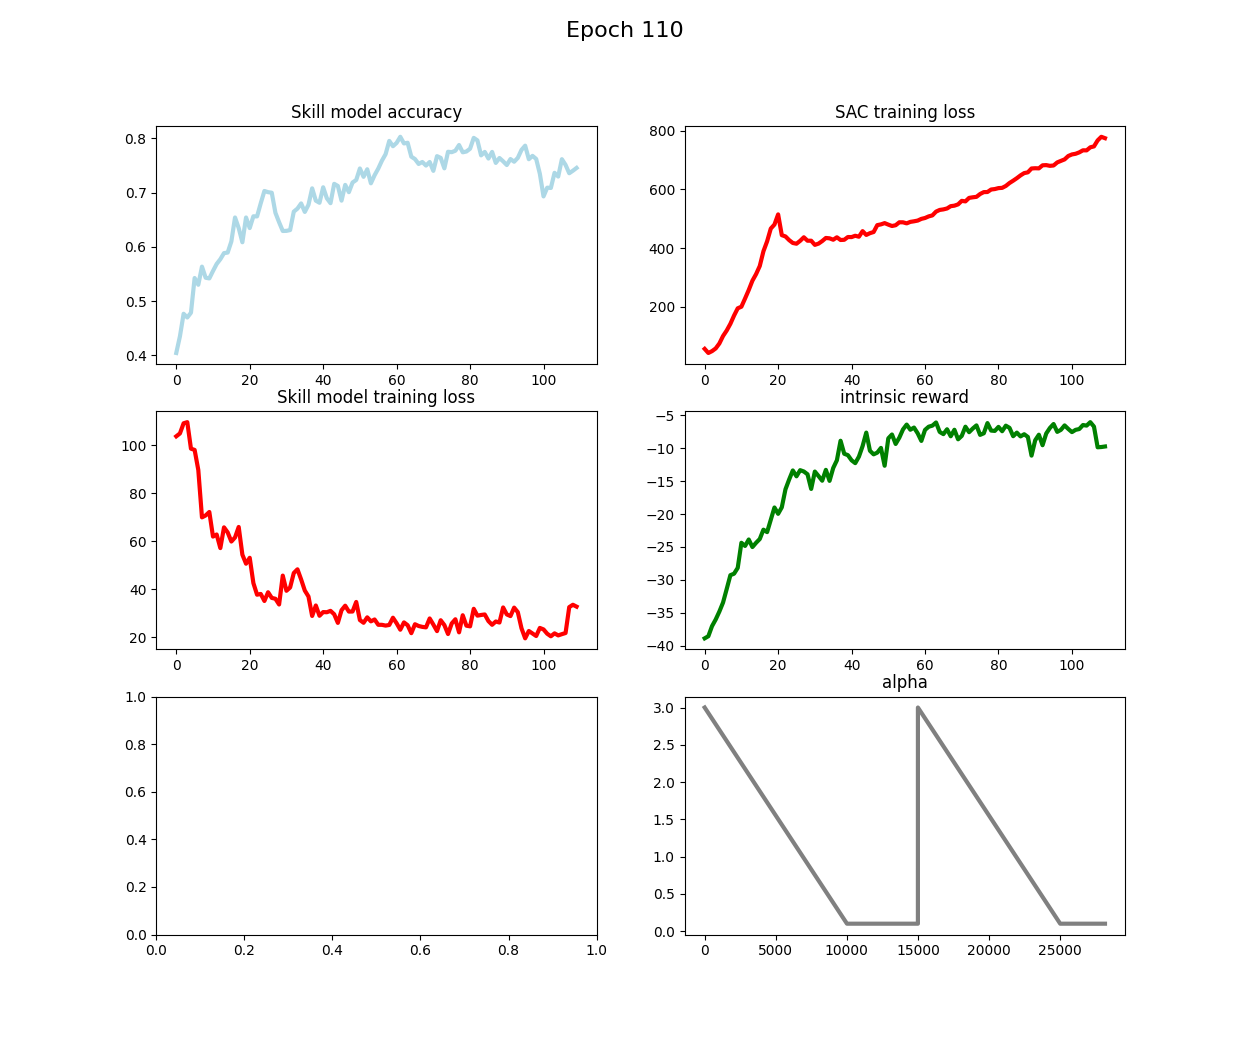 Epoch 110
Skill model accuracy
0.8
0.7
0.6
0.5
0.4
0 20 40 60 80 100
SAC training loss
800
600
400
200
0 20 40 60 80 100
Skill model training loss
100
80
60
40
20
0 20 40 60 80 100
intrinsic reward
−5
−10
−15
−20
−25
−30
−35
−40
0 20 40 60 80 100
1.0
0.8
0.6
0.4
0.2
0.0
0.0 0.2 0.4 0.6 0.8 1.0
alpha
3.0
2.5
2.0
1.5
1.0
0.5
0.0
0 5000 10000 15000 20000 25000